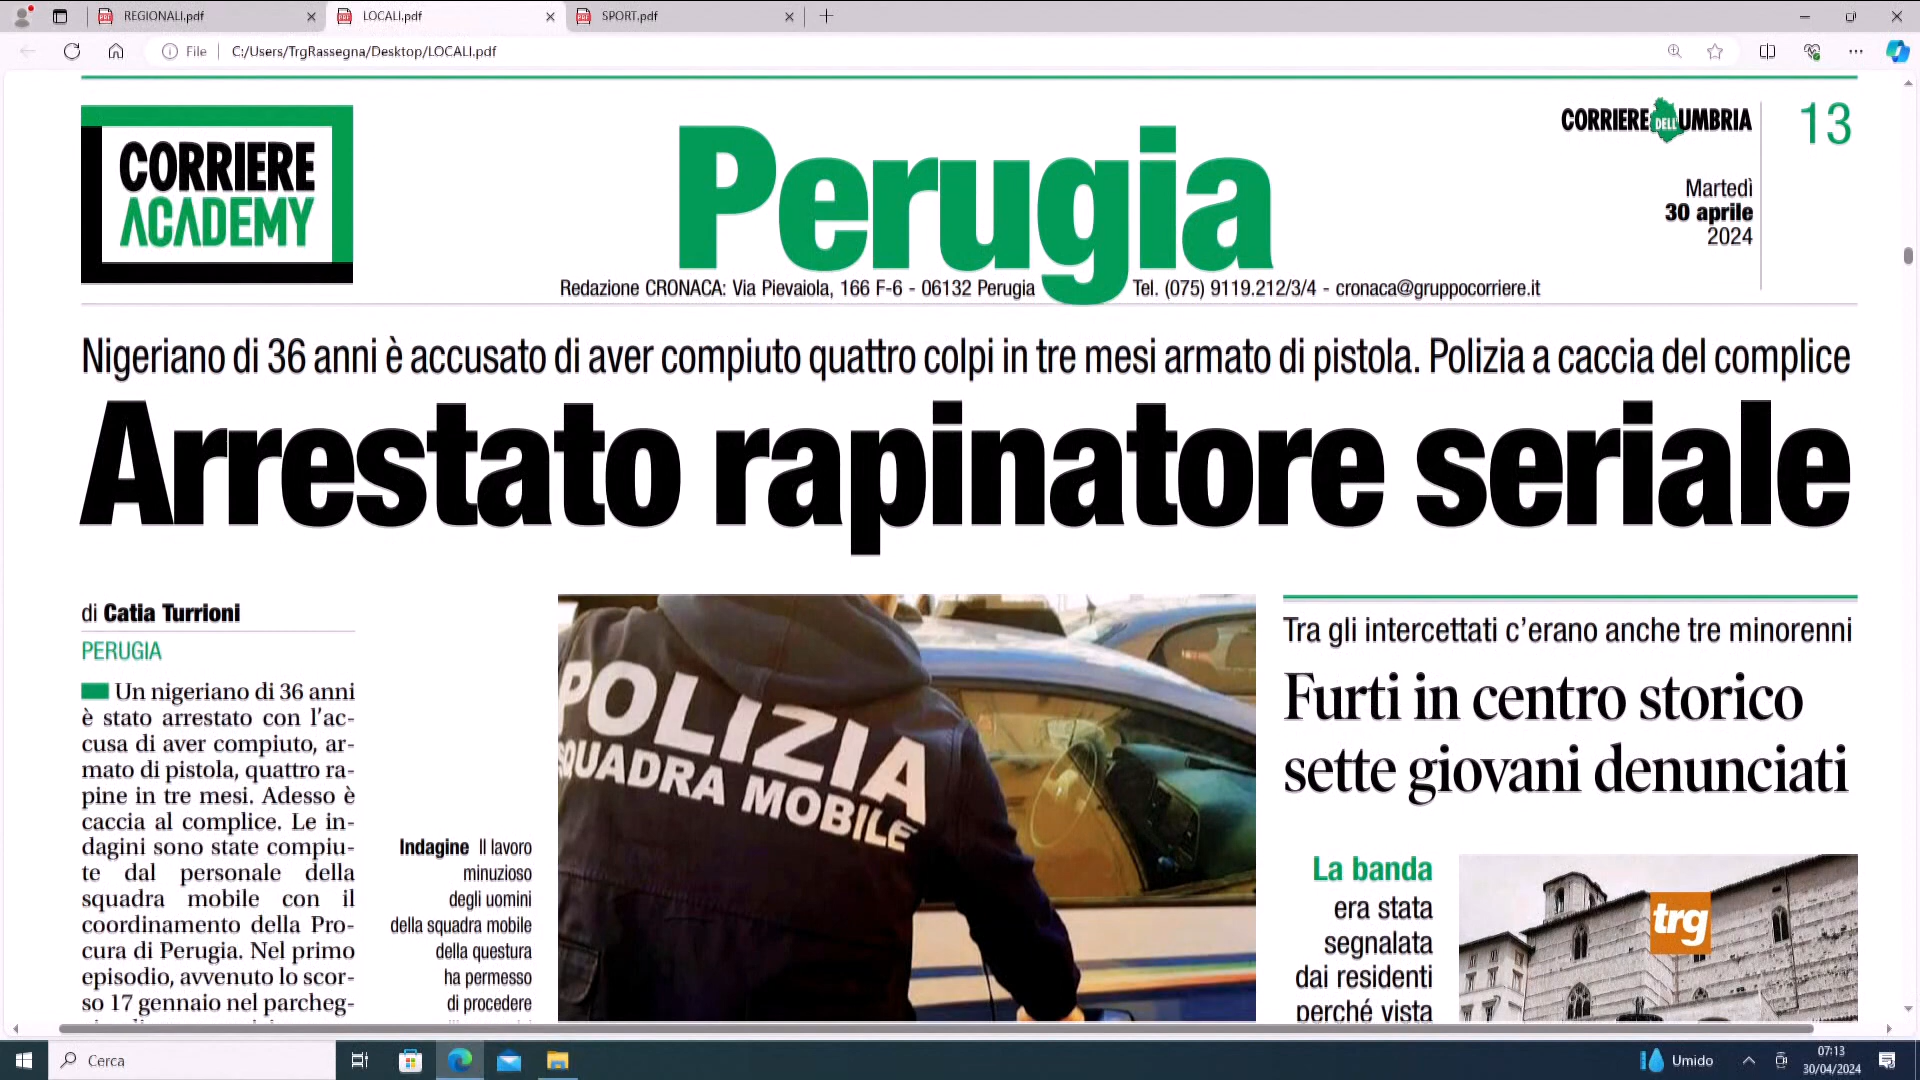 REGIONALI.pdf
LOCALI.pdf
SPORT.pdf
File
C:/Users/TrgRassegna/Desktop/LOCALI.pdf
CORRIERE
ACADEMY
Perugia
CORRIERE DELL'UMBRIA
13
Martedì
30 aprile
2024
Redazione CRONACA: Via Pievaiola, 166 F-6 - 06132 Perugia
Tel. (075) 9119.212/3/4 - cronaca@gruppocorriere.it
Nigeriano di 36 anni è accusato di aver compiuto quattro colpi in tre mesi armato di pistola. Polizia a caccia del complice
Arrestato rapinatore seriale
di Catia Turrioni
PERUGIA
Un nigeriano di 36 anni
è stato arrestato con l'ac-
cusa di aver compiuto, ar-
mato di pistola, quattro ra-
pine in tre mesi. Adesso è
caccia al complice. Le in-
dagini sono state compiu-
te dal personale della
squadra mobile con il
coordinamento della Pro-
cura di Perugia. Nel primo
episodio, avvenuto lo scor-
so 17 gennaio nel parcheg-
Indagine Il lavoro
minuzioso
degli uomini
della squadra mobile
della questura
ha permesso
di procedere
POLIZIA
SQUADRA MOBILE
Tra gli intercettati c'erano anche tre minorenni
Furti in centro storico
sette giovani denunciati
La banda
era stata
segnalata
dai residenti
perché vista
trg
Cerca
Umido
07:13
30/04/2024